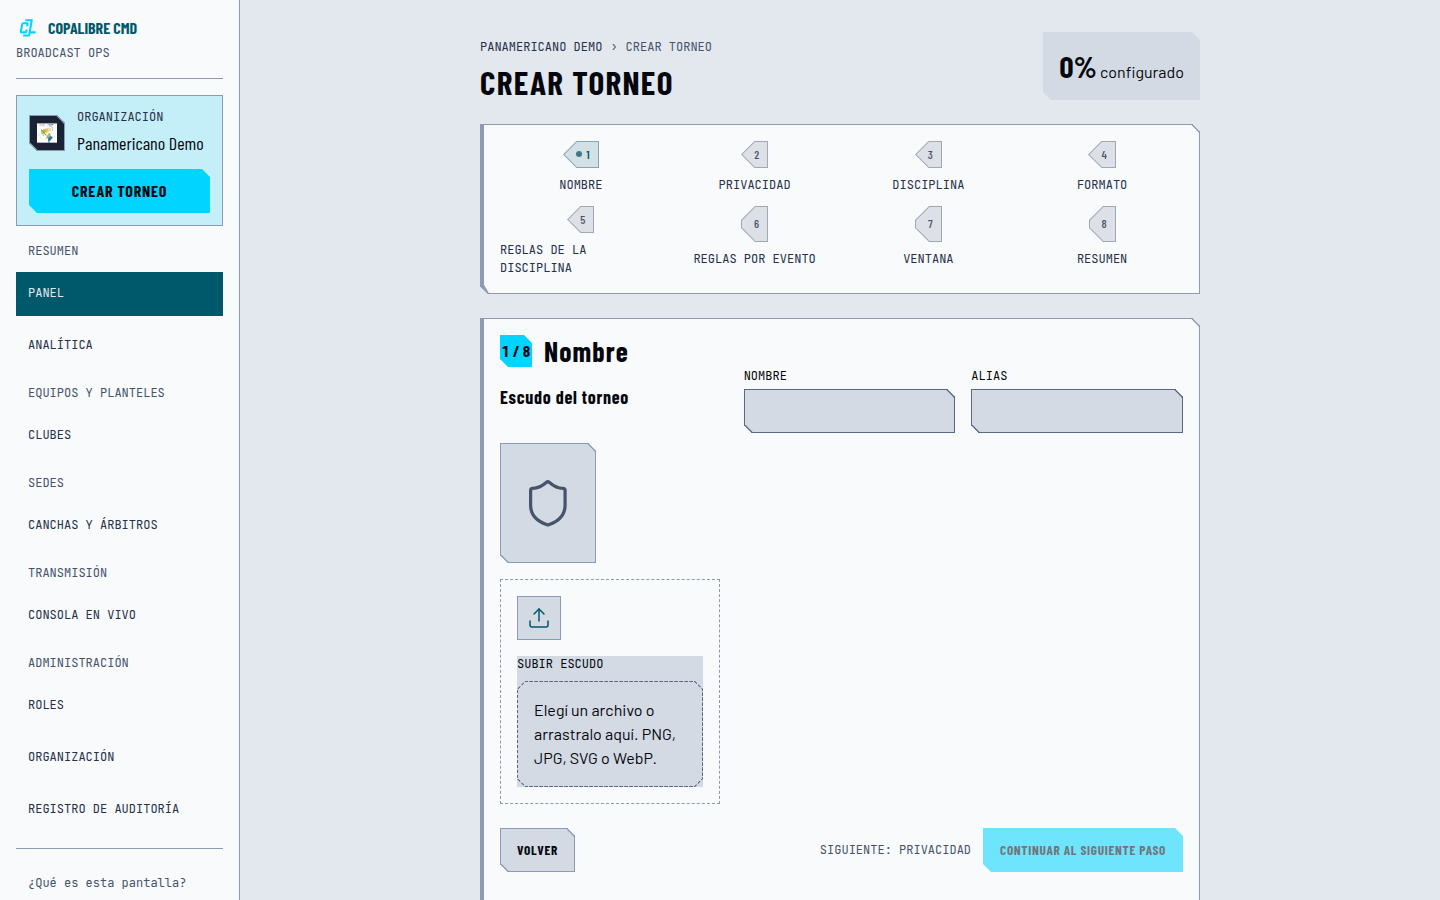 COPALIBRE CMD
BROADCAST OPS
ORGANIZACIÓN
Panamericano Demo
CREAR TORNEO
RESUMEN
PANEL
ANALÍTICA
EQUIPOS Y PLANTELES
CLUBES
SEDES
CANCHAS Y ÁRBITROS
TRANSMISIÓN
CONSOLA EN VIVO
ADMINISTRACIÓN
ROLES
ORGANIZACIÓN
REGISTRO DE AUDITORÍA
¿Qué es esta pantalla?
PANAMERICANO DEMO › CREAR TORNEO
CREAR TORNEO
0% configurado
1
NOMBRE
2
PRIVACIDAD
3
DISCIPLINA
4
FORMATO
5
REGLAS DE LA
DISCIPLINA
6
REGLAS POR EVENTO
7
VENTANA
8
RESUMEN
1 / 8 Nombre
Escudo del torneo
NOMBRE
ALIAS
SUBIR ESCUDO
Elegí un archivo o
arrastralo aquí. PNG,
JPG, SVG o WebP.
VOLVER
SIGUIENTE: PRIVACIDAD
CONTINUAR AL SIGUIENTE PASO